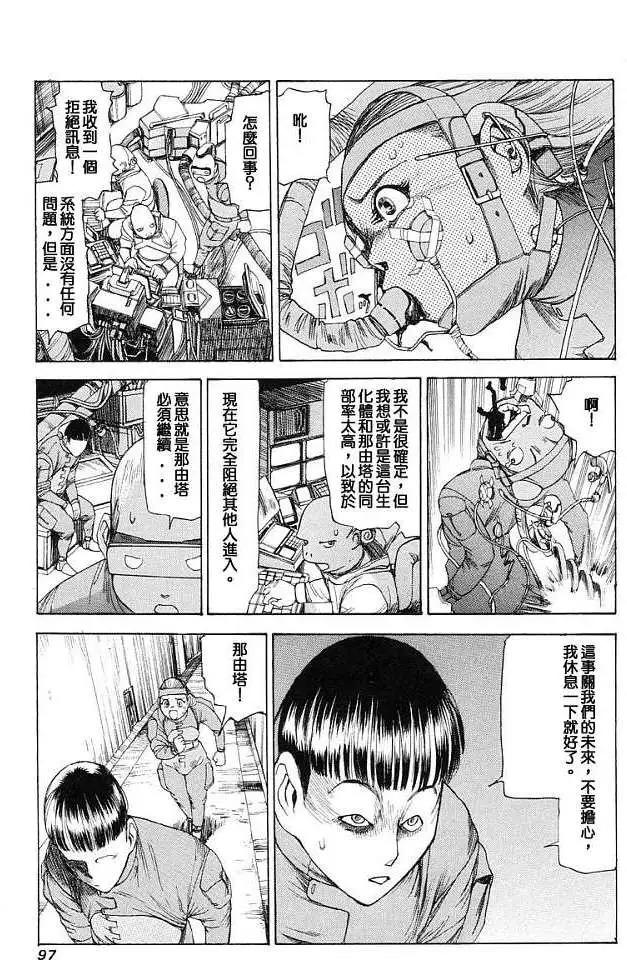 吡！
ゴボ
怎麼回事？
我收到一個
拒絕訊息！
系統方面沒有任何
問題，但是...
啊！
我不是很確定，但
我想或許是這台生
化體和那由塔的同
部率太高，以致於
現在它完全阻絕其他人進入。
意思就是那由塔
必須繼續...
這事關我們的未來，不要擔心，
我休息一下就好了。
那由塔！
97